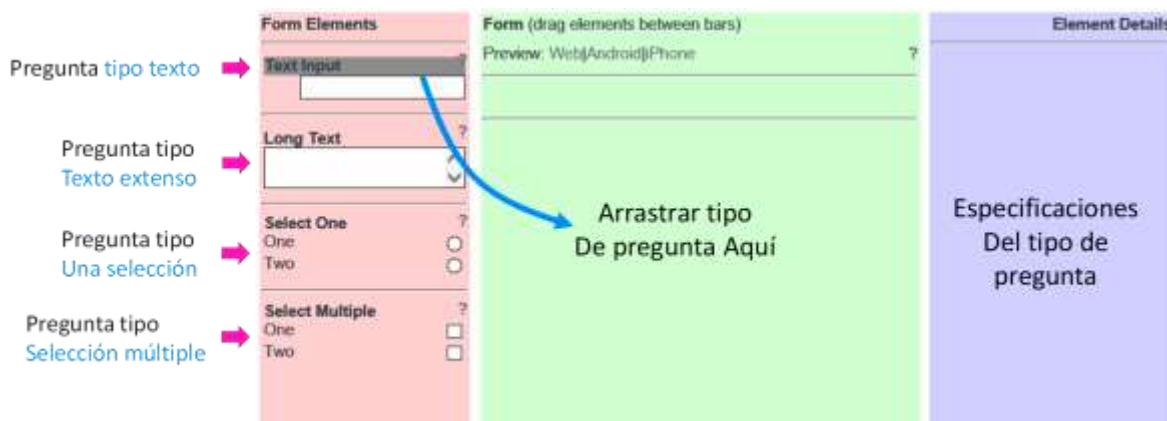 Pregunta tipo texto
Pregunta tipo
Texto extenso
Pregunta tipo
Una selección
Pregunta tipo
Selección múltiple
Form Elements
Text Input ?
Long Text ?
Select One ?
One
Two
Select Multiple ?
One
Two
Form (drag elements between bars)
Preview: Web|Android|iPhone ?
Arrastrar tipo
De pregunta Aquí
Element Details
Especificaciones
Del tipo de
pregunta